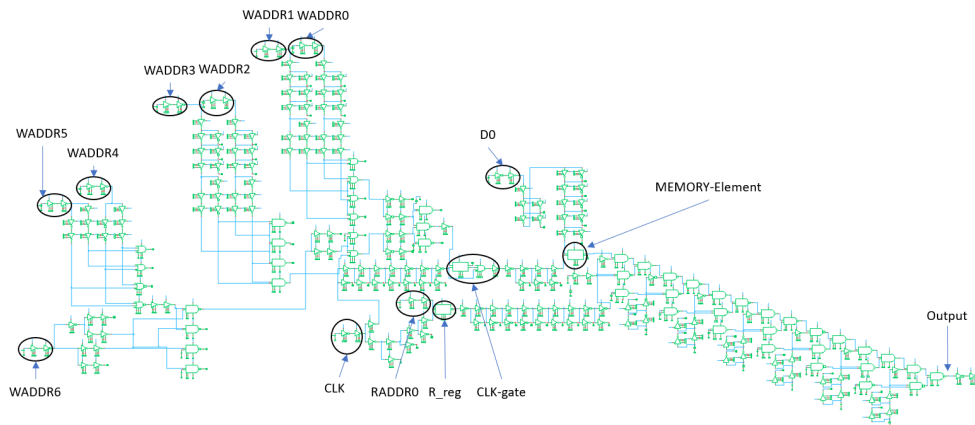 WADDR1 WADDR0
WADDR3 WADDR2
WADDR5
WADDR4
D0
MEMORY-Element
Output
WADDR6
CLK
RADDR0
R_reg
CLK-gate